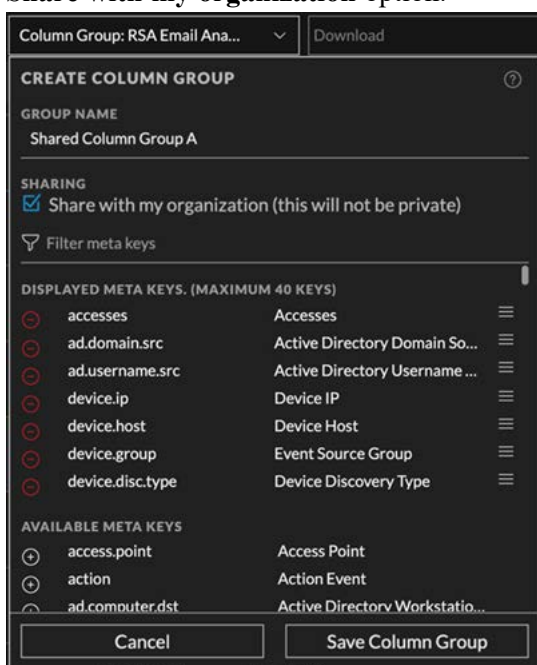 Share with my organization option.
Column Group: RSA Email Ana... Download
CREATE COLUMN GROUP
GROUP NAME
Shared Column Group A
SHARING
Share with my organization (this will not be private)
Filter meta keys
DISPLAYED META KEYS. (MAXIMUM 40 KEYS)
accesses Accesses
ad.domain.src Active Directory Domain So...
ad.username.src Active Directory Username ...
device.ip Device IP
device.host Device Host
device.group Event Source Group
device.disc.type Device Discovery Type
AVAILABLE META KEYS
access.point Access Point
action Action Event
ad.computer.dst Active Directory Workstatio...
Cancel Save Column Group